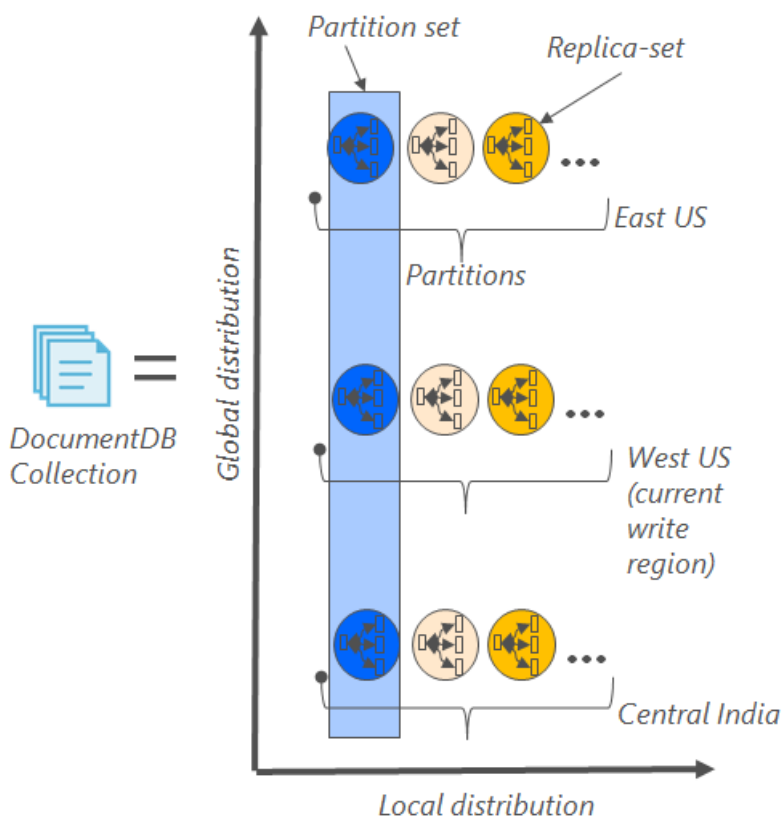 Partition set
Replica-set
East US
Partitions
Global distribution
=
DocumentDB
Collection
West US
(current
write
region)
Central India
Local distribution